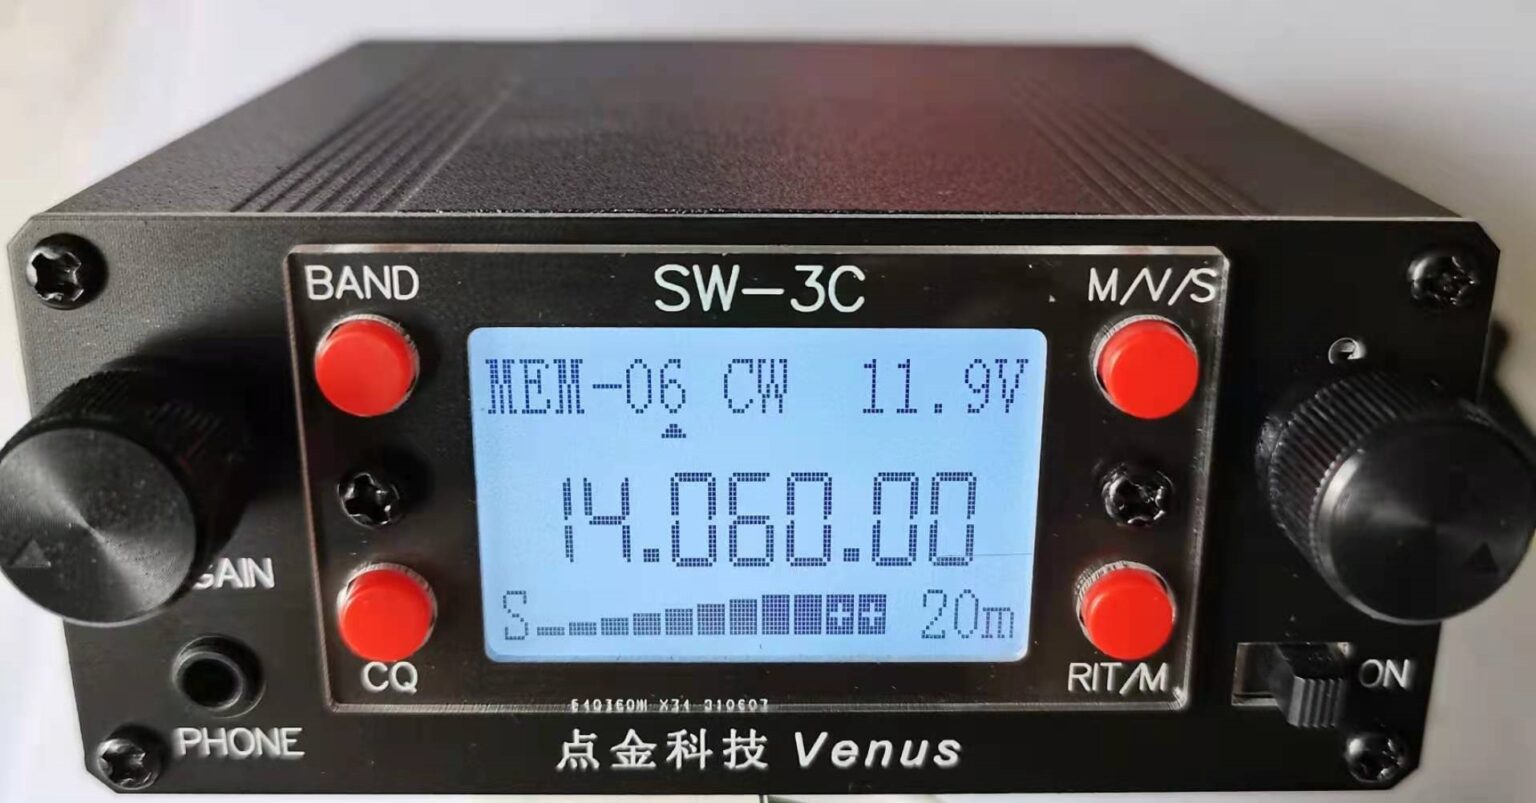 BAND
SW-3C
M/V/S
MEM-06 CW 11.9V
14.060.00
S
20m
GAIN
CQ
RIT/M
ON
PHONE
点金科技 Venus